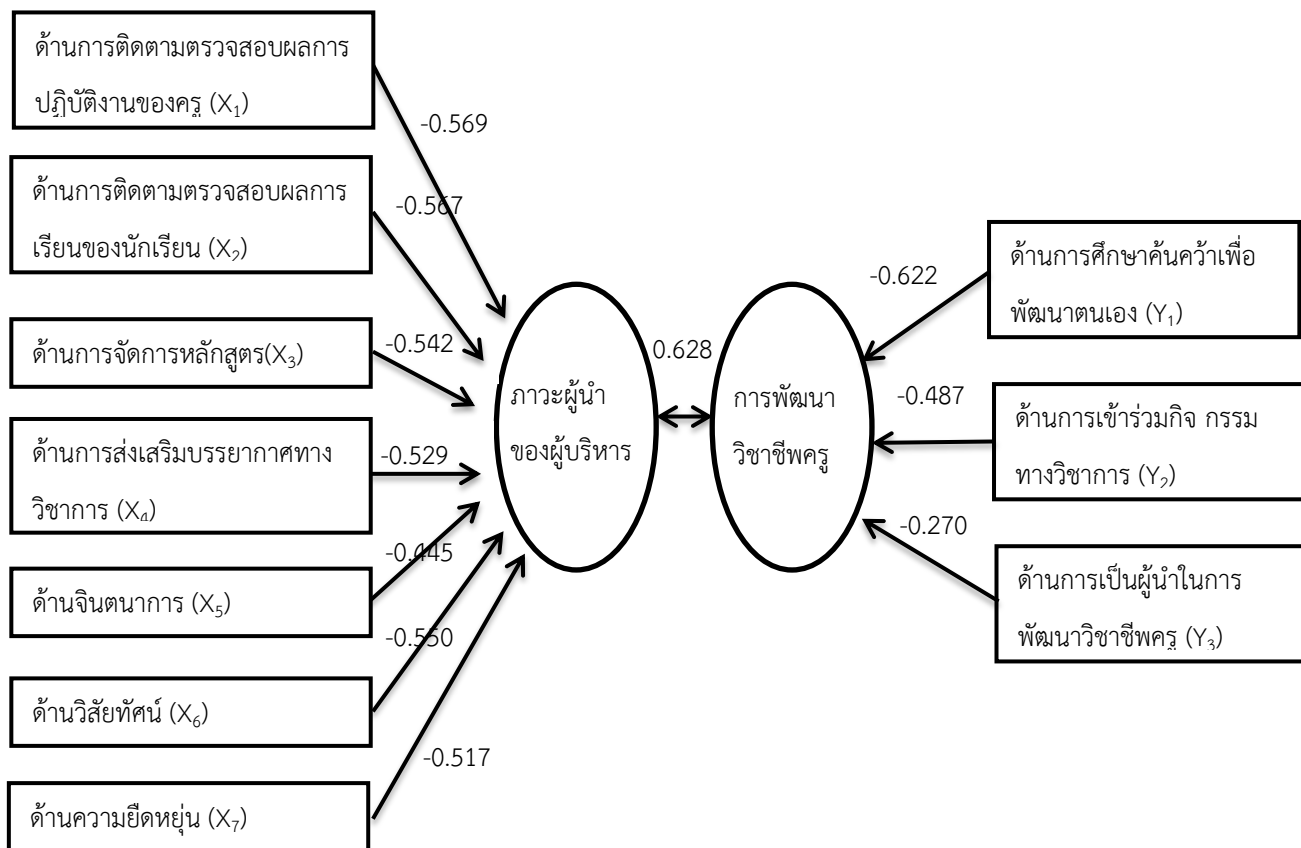 ด้านการติดตามตรวจสอบผลการ
ปฏิบัติงานของครู (X₁)
-0.569
ด้านการติดตามตรวจสอบผลการ
เรียนของนักเรียน (X₂)
-0.567
ด้านการจัดการหลักสูตร(X₃)
-0.542
ด้านการส่งเสริมบรรยากาศทาง
วิชาการ (X₄)
-0.529
ด้านจินตนาการ (X₅)
-0.445
ด้านวิสัยทัศน์ (X₆)
-0.550
ด้านความยืดหยุ่น (X₇)
-0.517
ภาวะผู้นำ
ของผู้บริหาร
0.628
การพัฒนา
วิชาชีพครู
-0.622
ด้านการศึกษาค้นคว้าเพื่อ
พัฒนาตนเอง (Y₁)
-0.487
ด้านการเข้าร่วมกิจ กรรม
ทางวิชาการ (Y₂)
-0.270
ด้านการเป็นผู้นำในการ
พัฒนาวิชาชีพครู (Y₃)